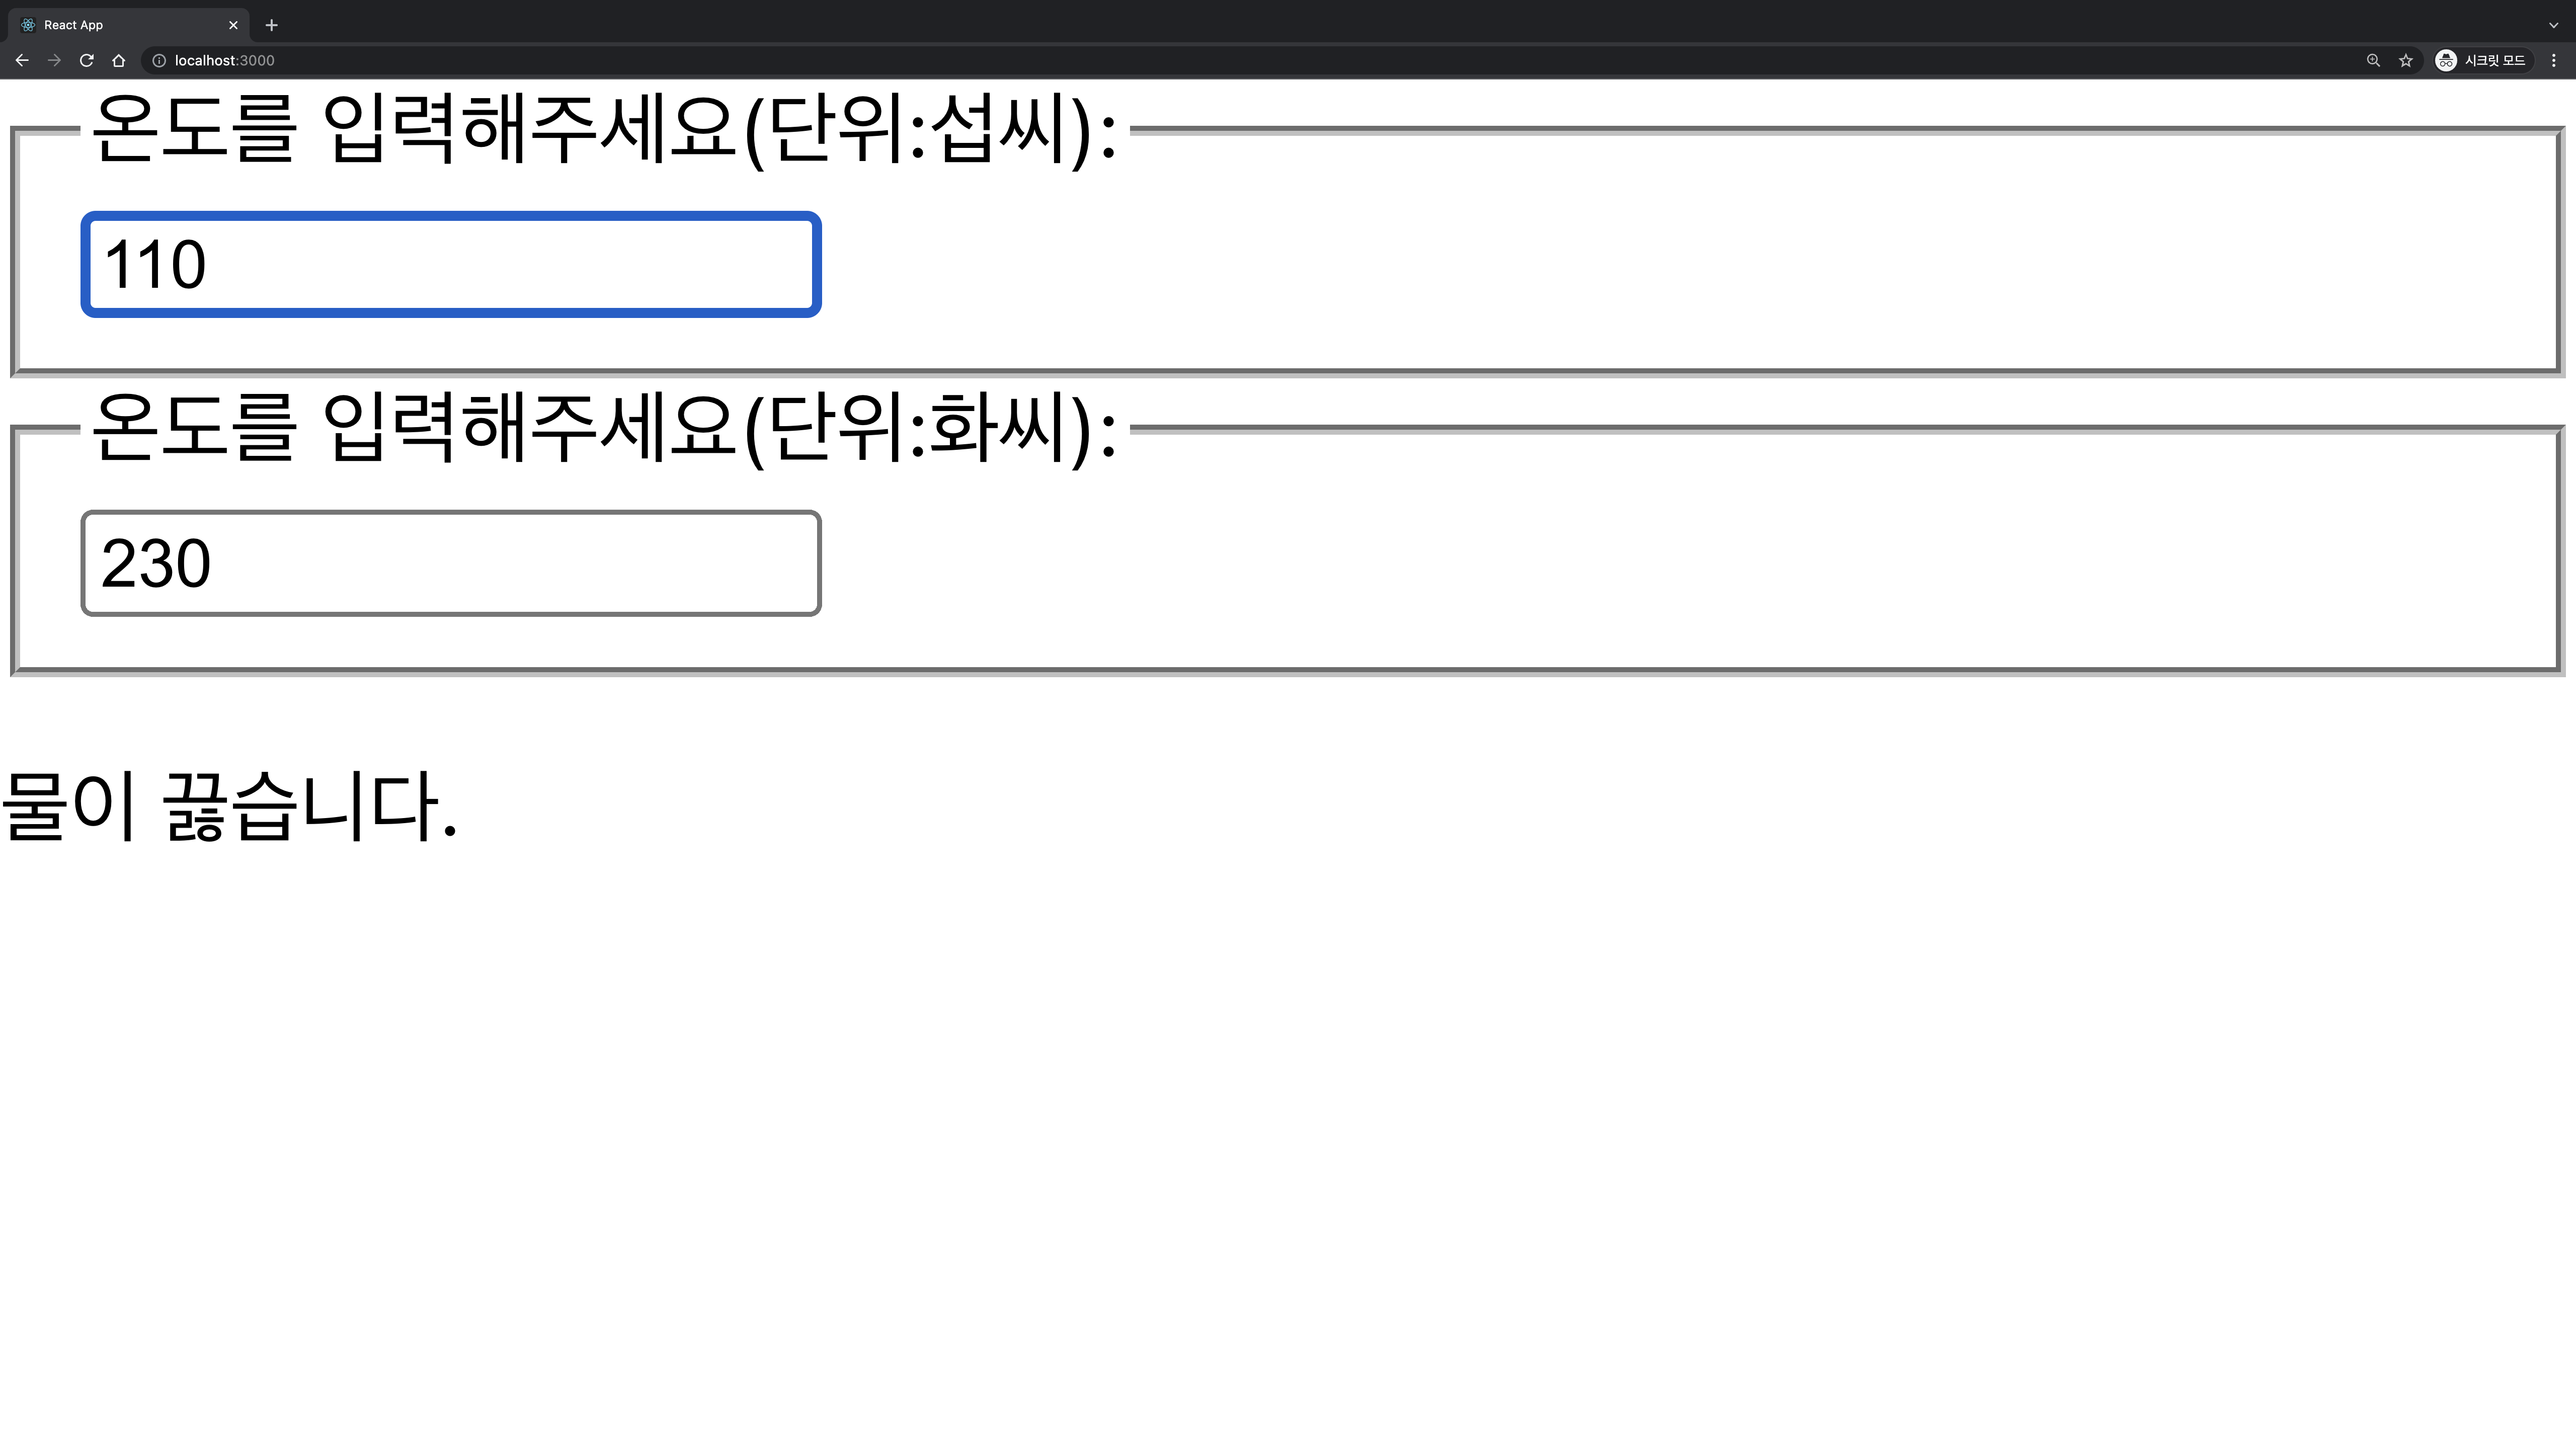 React App
localhost:3000
시크릿 모드
온도를 입력해주세요(단위:섭씨):
110
온도를 입력해주세요(단위:화씨):
230
물이 끓습니다.